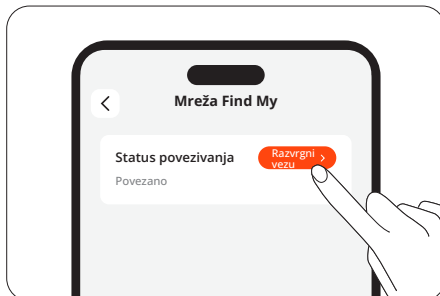 Mreža Find My
Status povezivanja
Razvrgni
vezu
Povezano